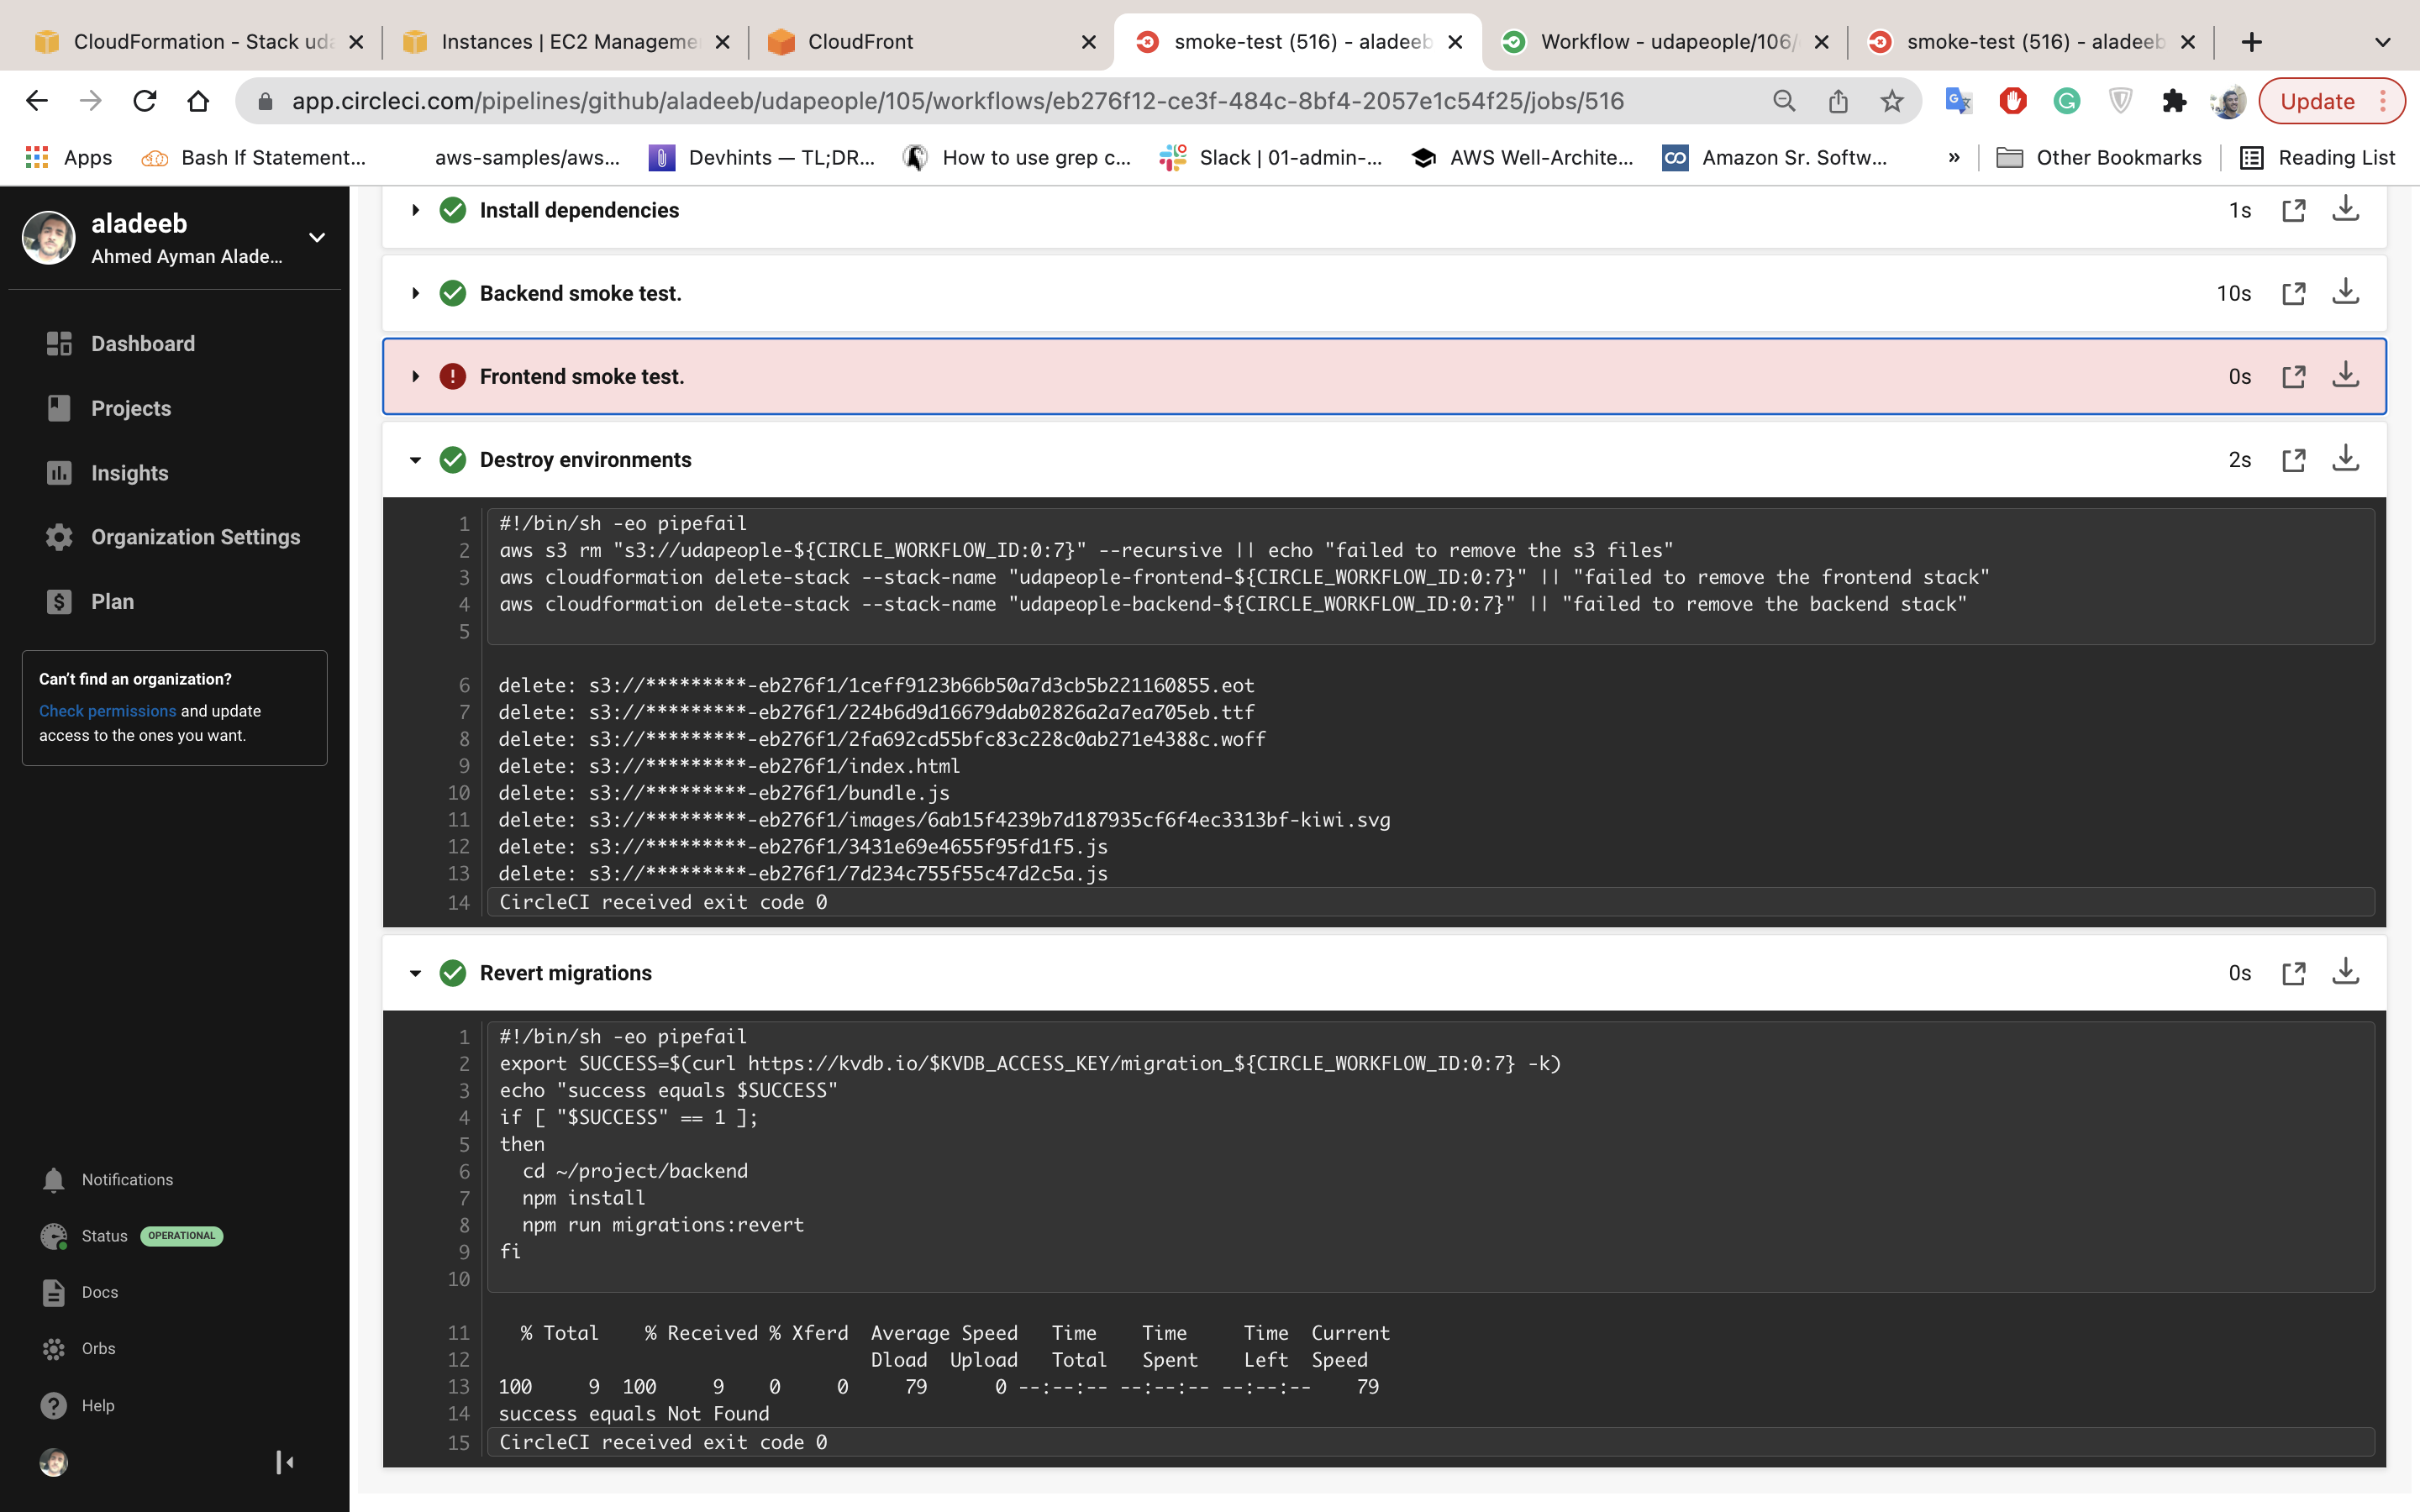 CloudFormation - Stack uda
Instances | EC2 Manageme
CloudFront
smoke-test (516) - aladeeb
Workflow - udapeople/106/
smoke-test (516) - aladeeb
app.circleci.com/pipelines/github/aladeeb/udapeople/105/workflows/eb276f12-ce3f-484c-8bf4-2057e1c54f25/jobs/516
Update
Apps
Bash If Statement...
aws-samples/aws...
Devhints — TL;DR...
How to use grep c...
Slack | 01-admin-...
AWS Well-Archite...
Amazon Sr. Softw...
»
Other Bookmarks
Reading List
aladeeb
Ahmed Ayman Alade...
Dashboard
Projects
Insights
Organization Settings
Plan
Can't find an organization?
Check permissions and update
access to the ones you want.
Notifications
Status OPERATIONAL
Docs
Orbs
Help
Install dependencies 1s
Backend smoke test. 10s
Frontend smoke test. 0s
Destroy environments 2s
1 #!/bin/sh -eo pipefail
2 aws s3 rm "s3://udapeople-${CIRCLE_WORKFLOW_ID:0:7}" --recursive || echo "failed to remove the s3 files"
3 aws cloudformation delete-stack --stack-name "udapeople-frontend-${CIRCLE_WORKFLOW_ID:0:7}" || "failed to remove the frontend stack"
4 aws cloudformation delete-stack --stack-name "udapeople-backend-${CIRCLE_WORKFLOW_ID:0:7}" || "failed to remove the backend stack"
5
6 delete: s3://*********-eb276f1/1ceff9123b66b50a7d3cb5b221160855.eot
7 delete: s3://*********-eb276f1/224b6d9d16679dab02826a2a7ea705eb.ttf
8 delete: s3://*********-eb276f1/2fa692cd55bfc83c228c0ab271e4388c.woff
9 delete: s3://*********-eb276f1/index.html
10 delete: s3://*********-eb276f1/bundle.js
11 delete: s3://*********-eb276f1/images/6ab15f4239b7d187935cf6f4ec3313bf-kiwi.svg
12 delete: s3://*********-eb276f1/3431e69e4655f95fd1f5.js
13 delete: s3://*********-eb276f1/7d234c755f55c47d2c5a.js
14 CircleCI received exit code 0
Revert migrations 0s
1 #!/bin/sh -eo pipefail
2 export SUCCESS=$(curl https://kvdb.io/$KVDB_ACCESS_KEY/migration_${CIRCLE_WORKFLOW_ID:0:7} -k)
3 echo "success equals $SUCCESS"
4 if [ "$SUCCESS" == 1 ];
5 then
6 cd ~/project/backend
7 npm install
8 npm run migrations:revert
9 fi
10
11 % Total % Received % Xferd Average Speed Time Time Time Current
12 Dload Upload Total Spent Left Speed
13 100 9 100 9 0 0 79 0 --:--:-- --:--:-- --:--:-- 79
14 success equals Not Found
15 CircleCI received exit code 0